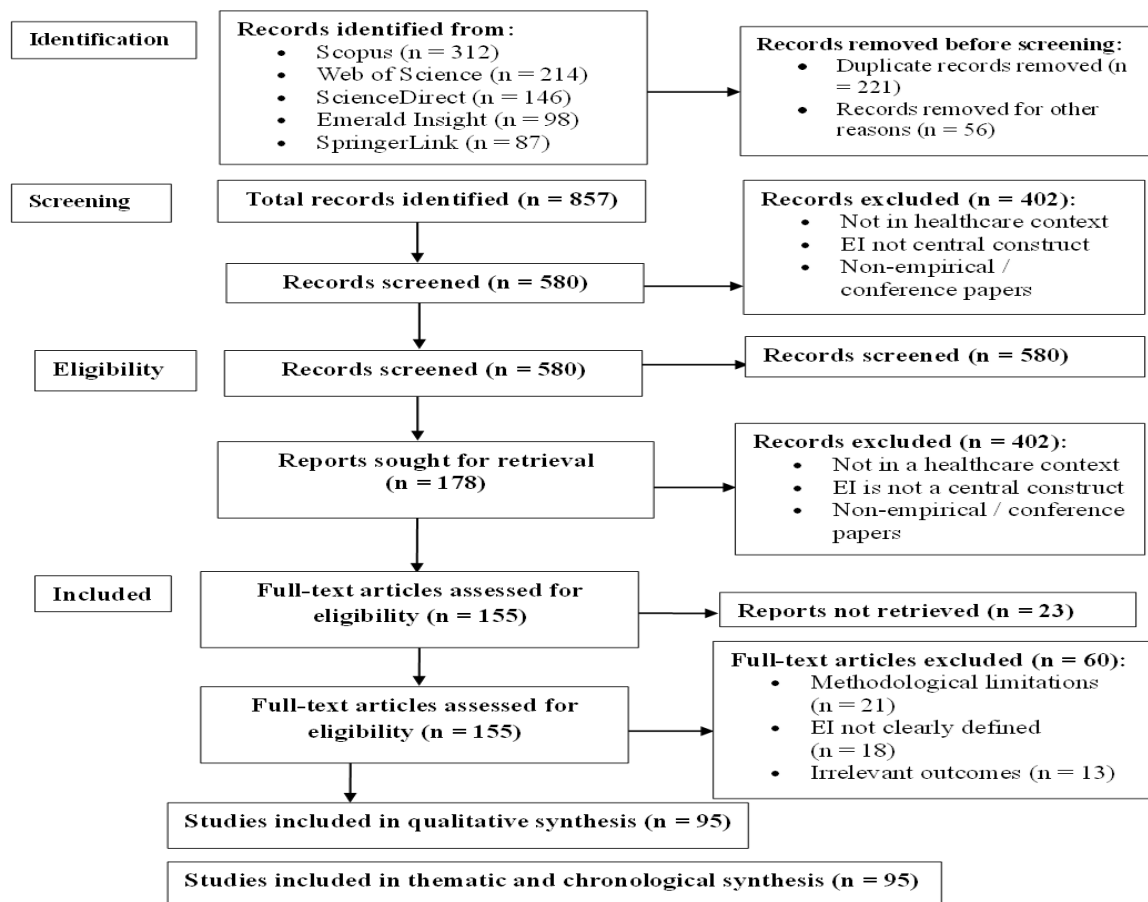 Identification
Records identified from:
• Scopus (n = 312)
• Web of Science (n = 214)
• ScienceDirect (n = 146)
• Emerald Insight (n = 98)
• SpringerLink (n = 87)
Records removed before screening:
• Duplicate records removed (n
= 221)
• Records removed for other
reasons (n = 56)
Screening
Total records identified (n = 857)
Records excluded (n = 402):
• Not in healthcare context
• EI not central construct
• Non-empirical /
conference papers
Records screened (n = 580)
Eligibility
Records screened (n = 580)
Records screened (n = 580)
Reports sought for retrieval
(n = 178)
Records excluded (n = 402):
• Not in a healthcare context
• EI is not a central construct
• Non-empirical / conference
papers
Included
Full-text articles assessed for
eligibility (n = 155)
Reports not retrieved (n = 23)
Full-text articles assessed for
eligibility (n = 155)
Full-text articles excluded (n = 60):
• Methodological limitations
(n = 21)
• EI not clearly defined
(n = 18)
• Irrelevant outcomes (n = 13)
Studies included in qualitative synthesis (n = 95)
Studies included in thematic and chronological synthesis (n = 95)